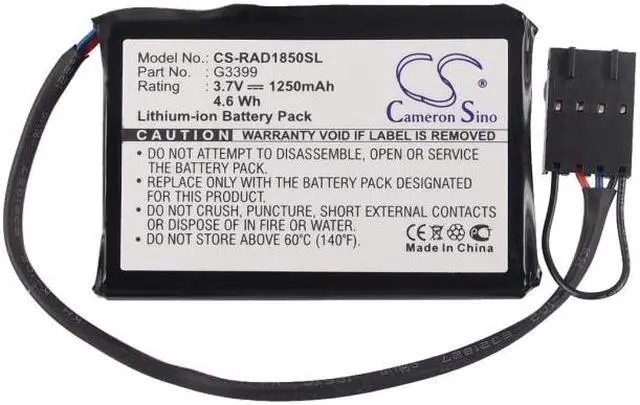 Model No.: CS-RAD1850SL
Part No. : G3399
Rating : 3.7V⎓ 1250mAh
4.6 Wh
Lithium-ion Battery Pack
CS
Cameron Sino
CAUTION WARRANTY VOID IF LABEL IS REMOVED.
DO NOT ATTEMPT TO DISASSEMBLE, OPEN OR SERVICE THE
BATTERY PACK.
REPLACE ONLY WITH THE BATTERY PACK DESIGNATED FOR
THIS PRODUCT.
DO NOT CRUSH, PUNCTURE, SHORT EXTERNAL CONTACTS
OR DISPOSE OF IN FIRE OR WATER.
DO NOT STORE ABOVE 60°C (140°F).
CE
Made in China
E321827